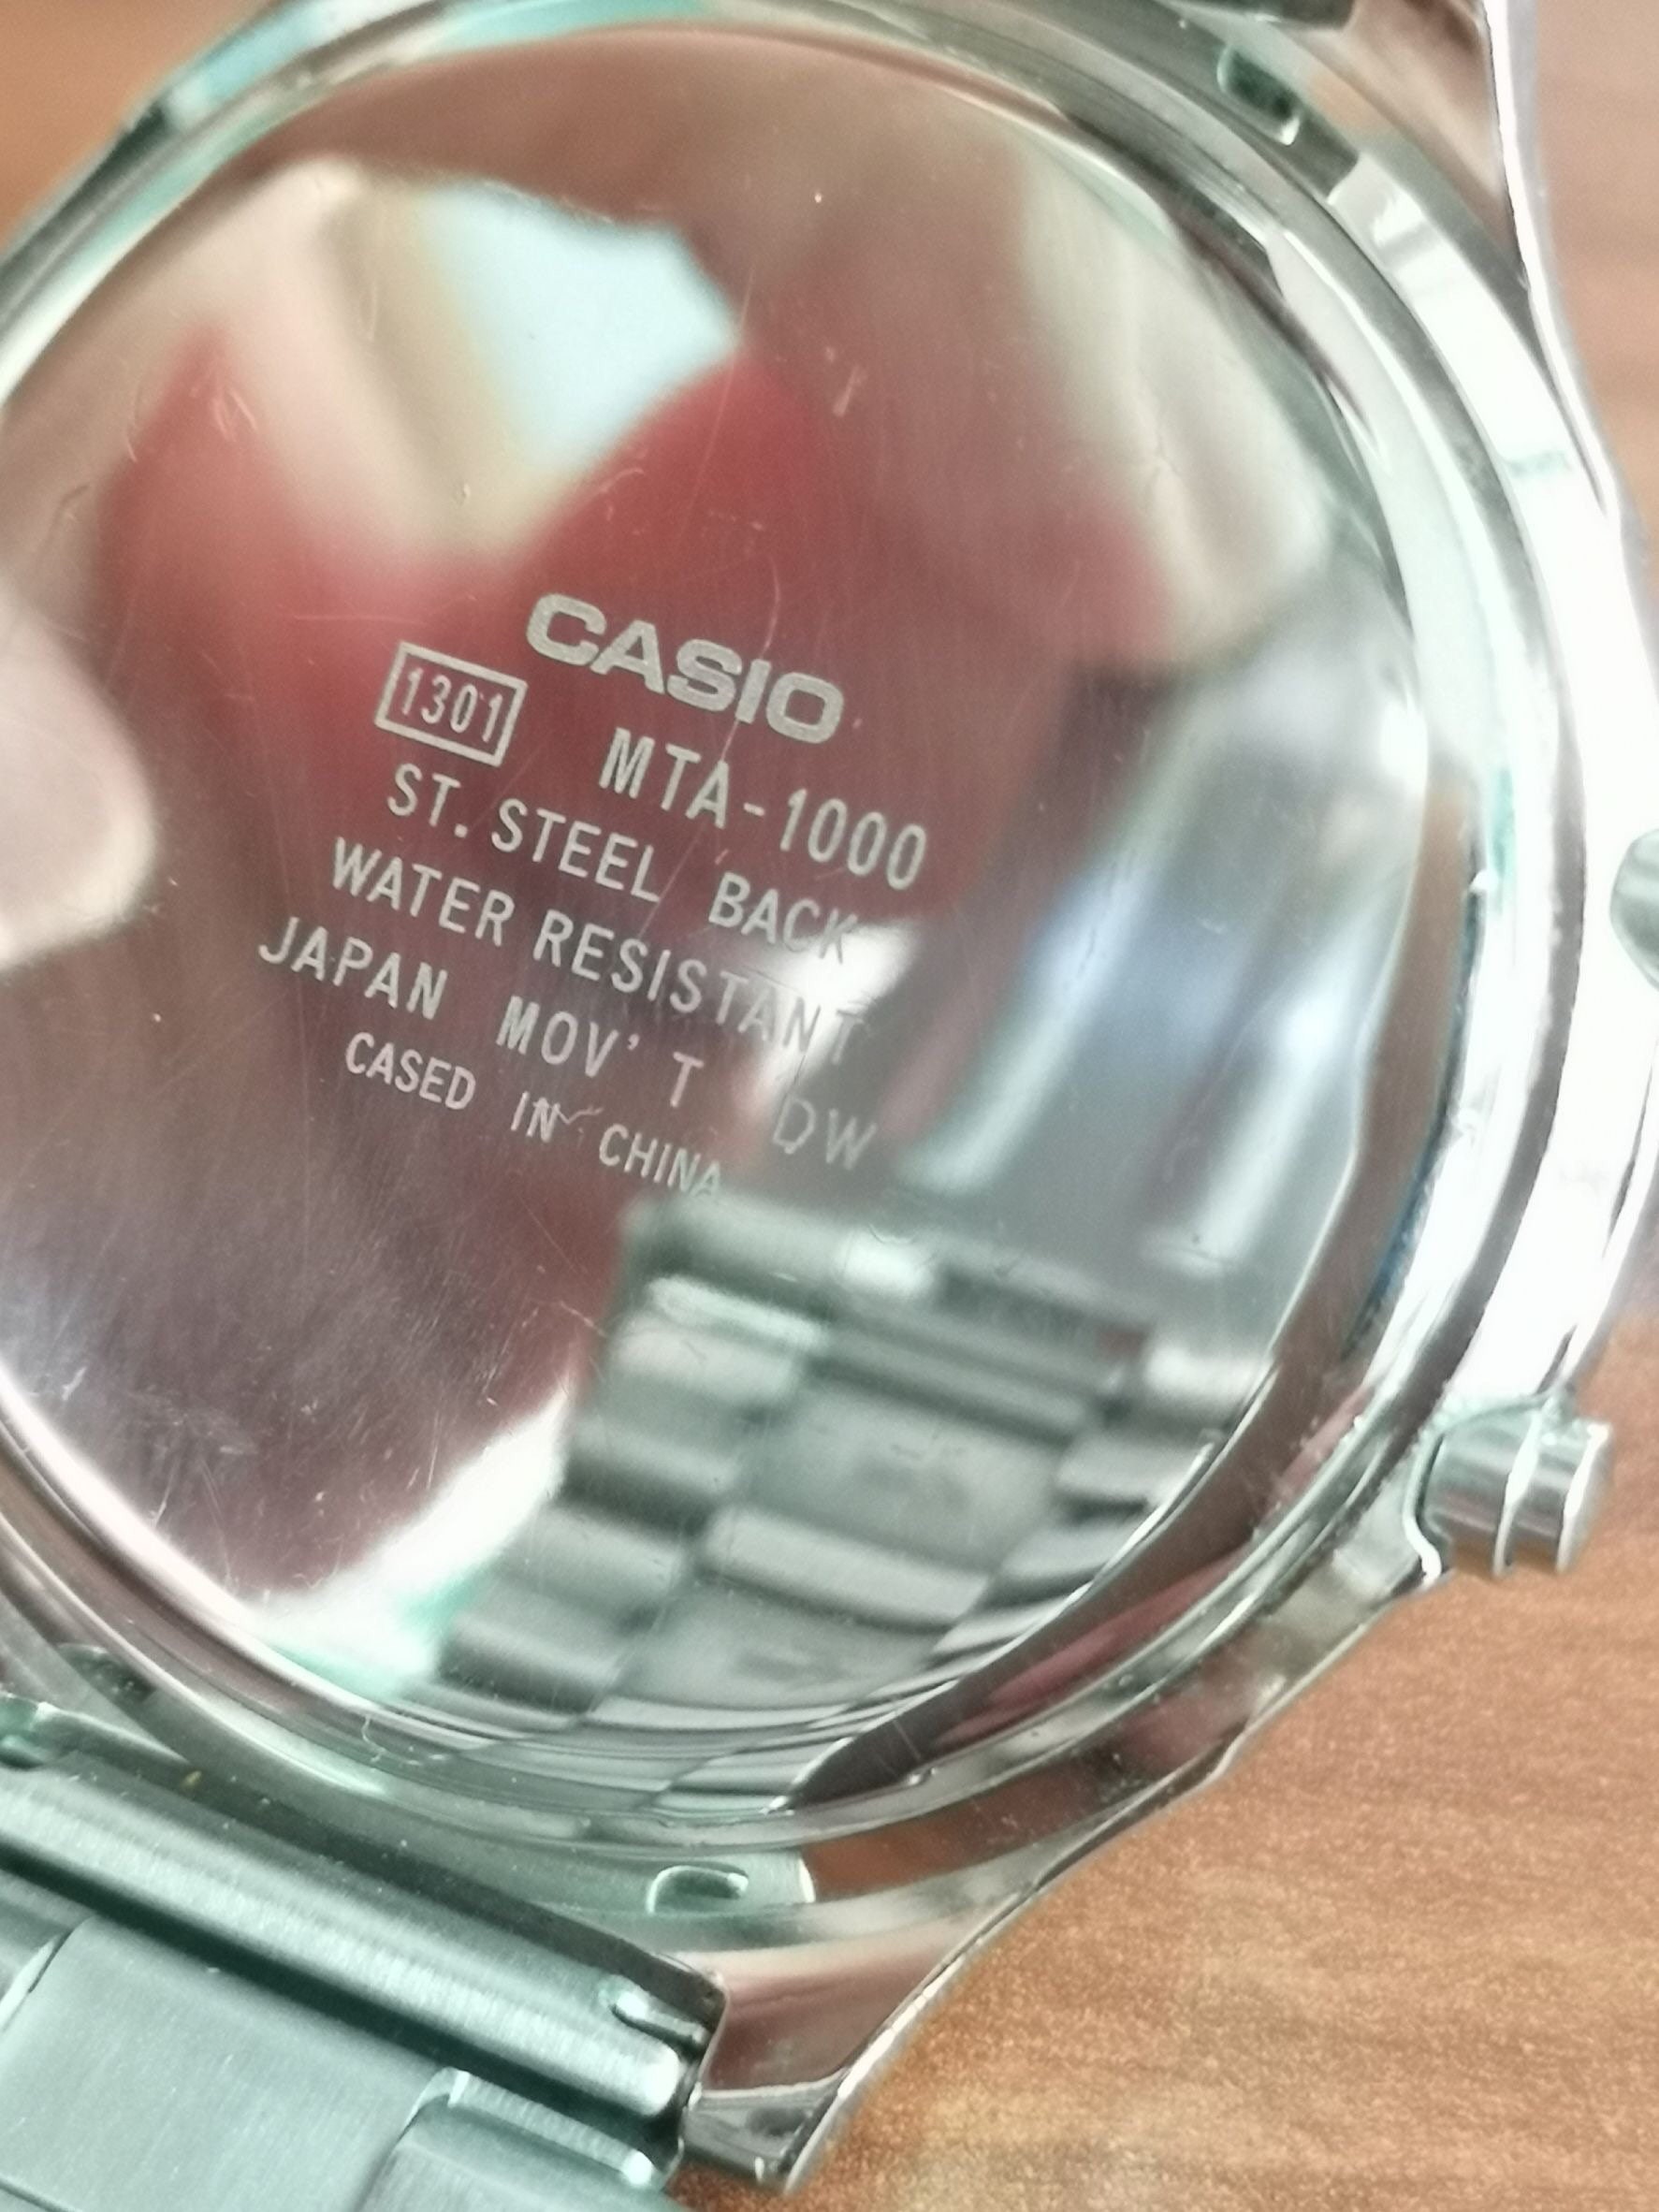 CASIO
1301 MTA-1000
ST. STEEL BACK
WATER RESISTANT
JAPAN MOV'T DW
CASED IN CHINA